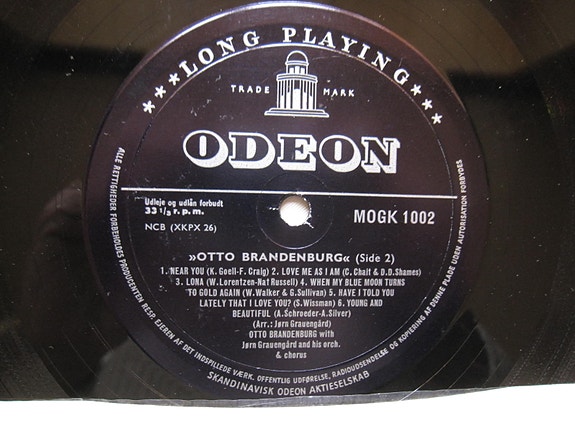 ***LONG PLAYING***
TRADE MARK
ODEON
Udleje og udlån forbudt
33 1/3 r. p. m.
MOGK 1002
NCB (XKPX 26)
»OTTO BRANDENBURG« (Side 2)
1. NEAR YOU (K. Goell-F. Craig) 2. LOVE ME AS I AM (C. Chait & D.D.Shames)
3. LONA (W. Lorentzen-Nat Russell) 4. WHEN MY BLUE MOON TURNS
TO GOLD AGAIN (W. Walker & G. Sullivan) 5. HAVE I TOLD YOU
LATELY THAT I LOVE YOU? (S. Wissman) 6. YOUNG AND
BEAUTIFUL (A. Schroeder-A. Silver)
(Arr.: Jørn Grauengård)
OTTO BRANDENBURG with
Jørn Grauengård and his orch.
& chorus
ALLE RETTIGHEDER FORBEHOLDES PRODUCENTEN RESP EJEREN AF DET INDSPILLEDE VÆRK. OFFENTLIG UDFØRELSE, RADIOUDSENDELSE OG KOPIERING AF DENNE PLADE UDEN AUTORISATION FORBYDES
SKANDINAVISK ODEON AKTIESELSKAB